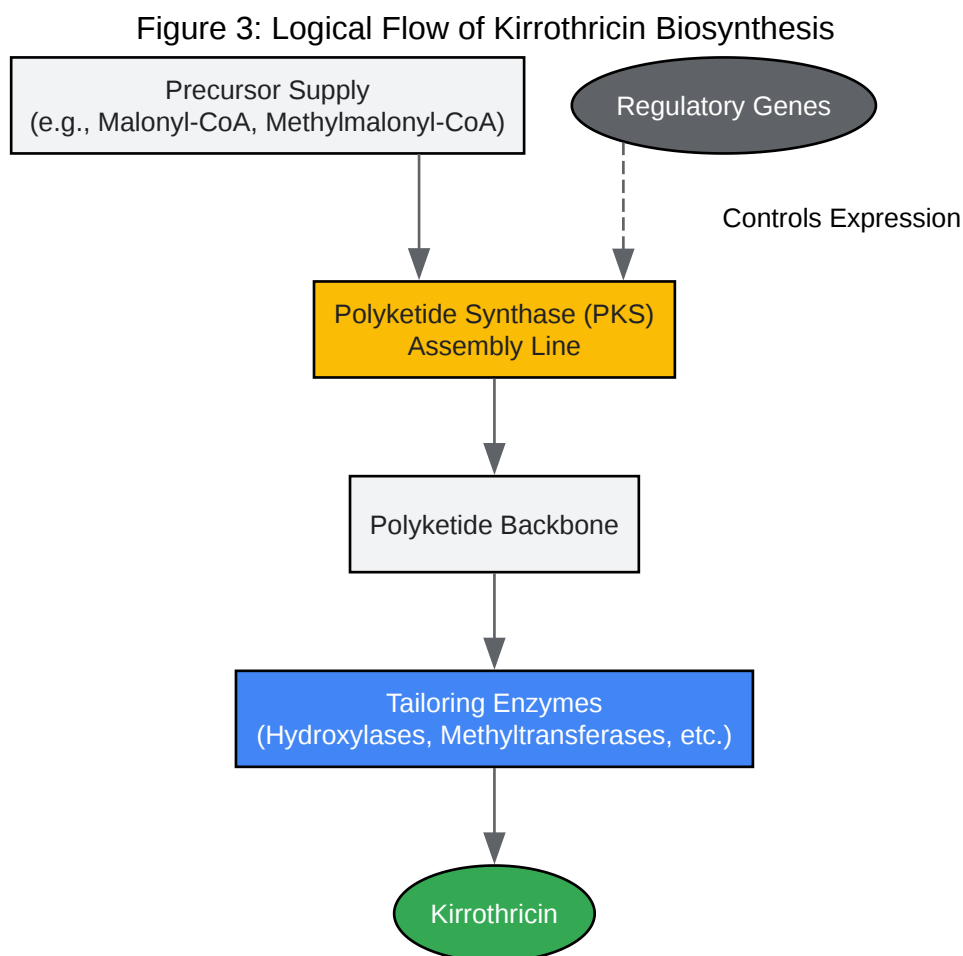 Figure 3: Logical Flow of Kirrothricin Biosynthesis
Precursor Supply
(e.g., Malonyl-CoA, Methylmalonyl-CoA)
Regulatory Genes
Controls Expression
Polyketide Synthase (PKS)
Assembly Line
Polyketide Backbone
Tailoring Enzymes
(Hydroxylases, Methyltransferases, etc.)
Kirrothricin